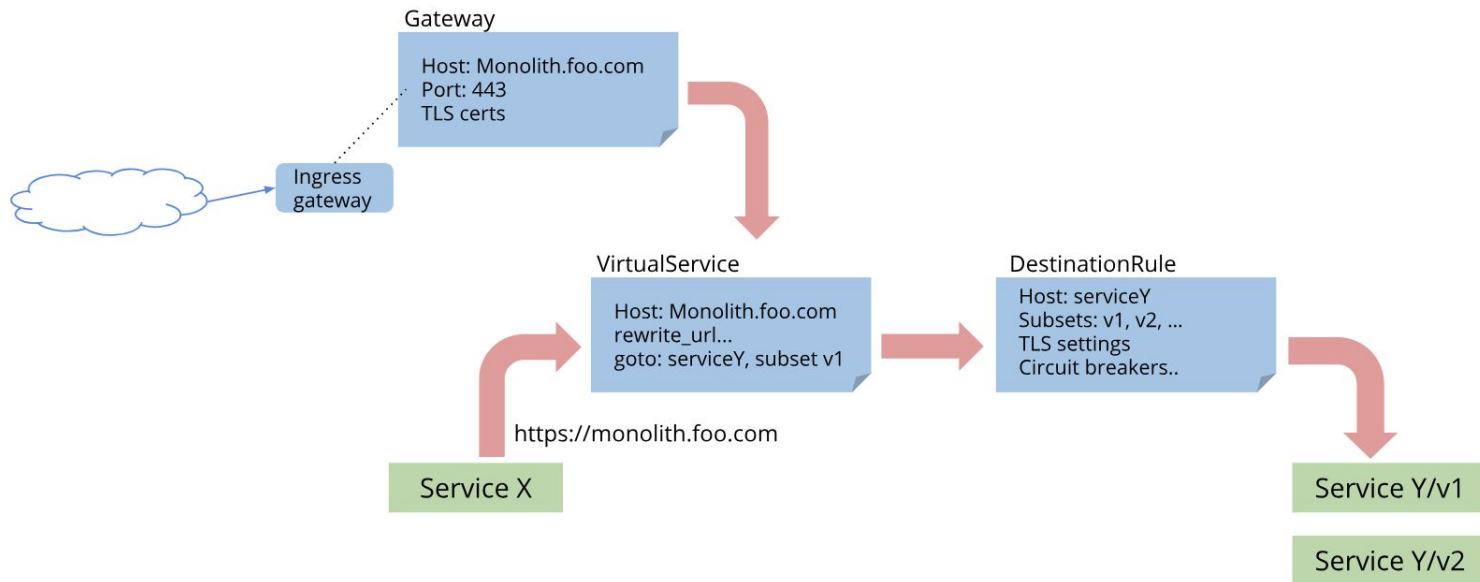 Gateway
Host: Monolith.foo.com
Port: 443
TLS certs
Ingress
gateway
VirtualService
Host: Monolith.foo.com
rewrite_url...
goto: serviceY, subset v1
DestinationRule
Host: serviceY
Subsets: v1, v2, ...
TLS settings
Circuit breakers..
https://monolith.foo.com
Service X
Service Y/v1
Service Y/v2